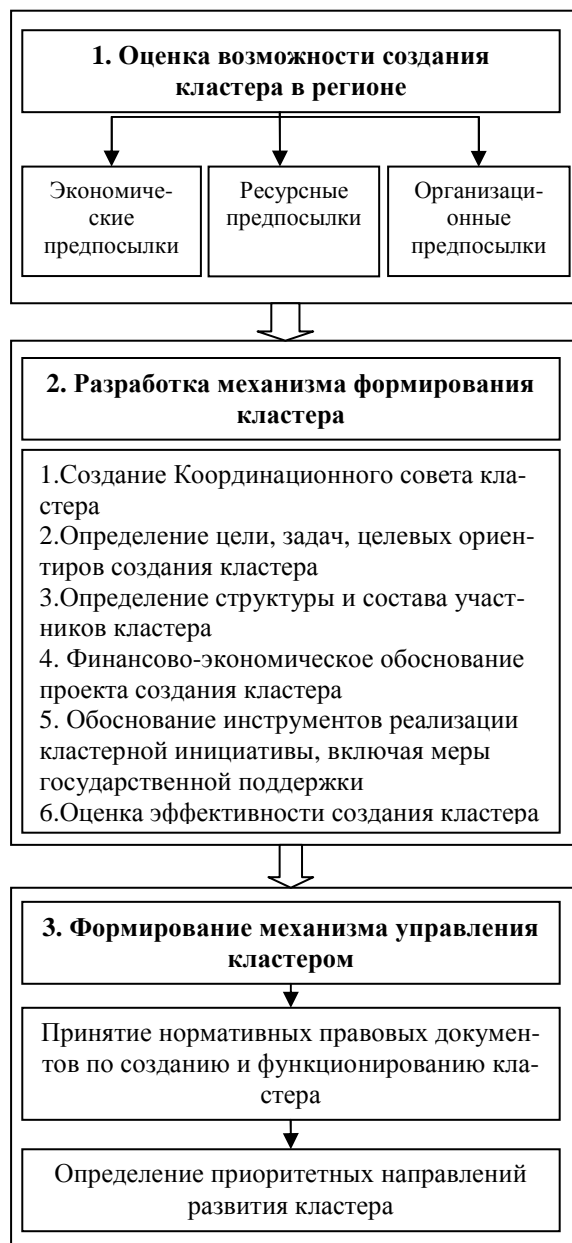 1. Оценка возможности создания
кластера в регионе
Экономиче-
ские
предпосылки
Ресурсные
предпосылки
Организаци-
онные
предпосылки
2. Разработка механизма формирования
кластера
1.Создание Координационного совета кла-
стера
2.Определение цели, задач, целевых ориен-
тиров создания кластера
3.Определение структуры и состава участ-
ников кластера
4. Финансово-экономическое обоснование
проекта создания кластера
5. Обоснование инструментов реализации
кластерной инициативы, включая меры
государственной поддержки
6.Оценка эффективности создания кластера
3. Формирование механизма управления
кластером
Принятие нормативных правовых докумен-
тов по созданию и функционированию кла-
стера
Определение приоритетных направлений
развития кластера